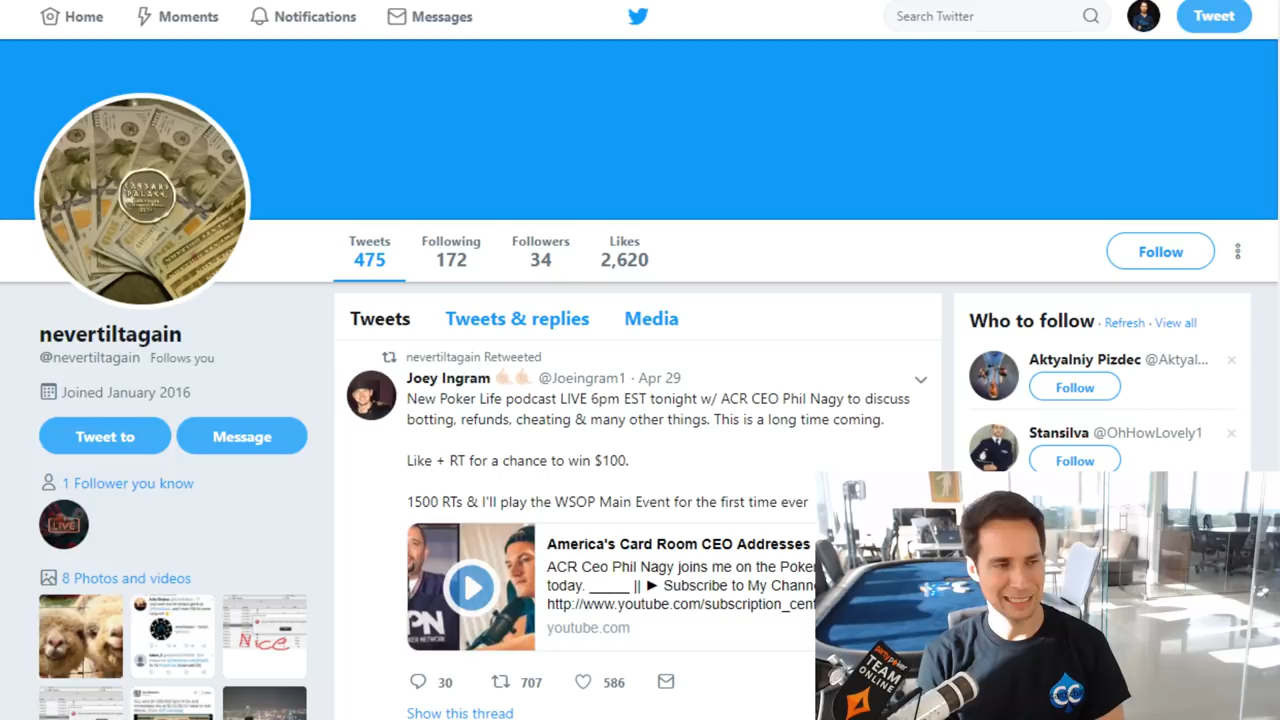 Home Moments Notifications Messages Search Twitter Tweet
CAESARS PALACE
Tweets Following Followers Likes
475 172 34 2,620 Follow
nevertiltagain
@nevertiltagain Follows you
Joined January 2016
Tweet to Message
1 Follower you know
LIVE
8 Photos and videos
Nice
Tweets Tweets & replies Media
nevertiltagain Retweeted
Joey Ingram @Joeingram1 · Apr 29
New Poker Life podcast LIVE 6pm EST tonight w/ ACR CEO Phil Nagy to discuss
botting, refunds, cheating & many other things. This is a long time coming.
Like + RT for a chance to win $100.
1500 RTs & I'll play the WSOP Main Event for the first time ever
America's Card Room CEO Addresses
ACR Ceo Phil Nagy joins me on the Poker
today. ______ || ► Subscribe to My Chann
http://www.youtube.com/subscription_cen
youtube.com
30 707 586
Show this thread
Who to follow · Refresh · View all
Aktyalniy Pizdec @Aktyal...
Follow
Stansilva @OhHowLovely1
Follow
partypoker
TEAM
ONLINE